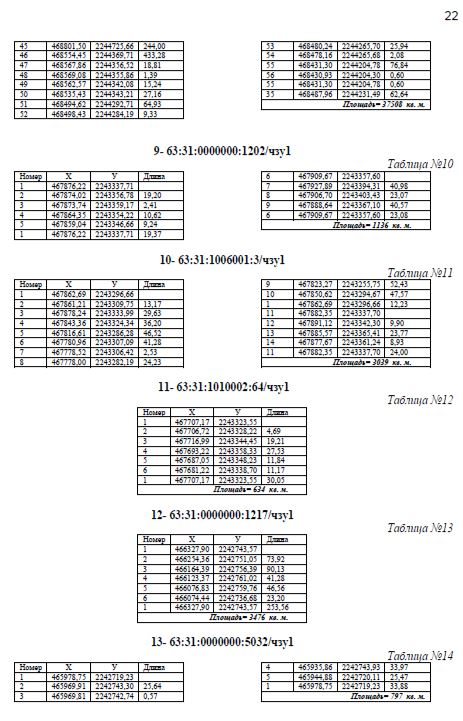 22
45 468801,50 2244725,66 244,00
46 468554,45 2244369,71 433,28
47 468567,86 2244356,52 18,81
48 468569,08 2244355,86 1,39
49 468562,57 2244342,08 15,24
50 468535,43 2244343,21 27,16
51 468494,62 2244292,71 64,93
52 468498,43 2244284,19 9,33
53 468480,24 2244265,70 25,94
54 468478,16 2244265,68 2,08
55 468431,30 2244204,78 76,84
56 468430,93 2244204,30 0,60
55 468431,30 2244204,78 0,60
35 468487,96 2244231,49 62,64
Площадь= 37508 кв. м.
9- 63:31:0000000:1202/чзу1
Таблица №10
Номер X У Длина
1 467876,22 2243337,71
2 467874,02 2243356,78 19,20
3 467873,74 2243359,17 2,41
4 467864,35 2243354,22 10,62
5 467859,04 2243346,66 9,24
1 467876,22 2243337,71 19,37
6 467909,67 2243357,60
7 467927,89 2243394,31 40,98
8 467906,70 2243403,43 23,07
9 467888,64 2243367,10 40,57
6 467909,67 2243357,60 23,08
Площадь= 1136 кв. м.
10- 63:31:1006001:3/чзу1
Таблица №11
Номер X У Длина
1 467862,69 2243296,66
2 467861,21 2243309,75 13,17
3 467878,24 2243333,99 29,63
4 467843,36 2243324,34 36,20
5 467816,61 2243286,28 46,52
6 467780,96 2243307,09 41,28
7 467778,52 2243306,42 2,53
8 467778,00 2243282,19 24,23
9 467823,27 2243255,75 52,43
10 467850,62 2243294,67 47,57
1 467862,69 2243296,66 12,23
11 467882,35 2243337,70
12 467891,12 2243342,30 9,90
13 467885,57 2243365,41 23,77
14 467877,67 2243361,24 8,93
11 467882,35 2243337,70 24,00
Площадь= 3039 кв. м.
11- 63:31:1010002:64/чзу1
Таблица №12
Номер X У Длина
1 467707,17 2243323,55
2 467706,72 2243328,22 4,69
3 467716,99 2243344,45 19,21
4 467693,22 2243358,33 27,53
5 467687,05 2243348,23 11,84
6 467681,22 2243338,70 11,17
1 467707,17 2243323,55 30,05
Площадь= 634 кв. м.
12- 63:31:0000000:1217/чзу1
Таблица №13
Номер X У Длина
1 466327,90 2242743,57
2 466254,36 2242751,05 73,92
3 466164,39 2242756,39 90,13
4 466123,37 2242761,02 41,28
5 466076,83 2242759,76 46,56
6 466074,44 2242736,68 23,20
1 466327,90 2242743,57 253,56
Площадь= 3476 кв. м.
13- 63:31:0000000:5032/чзу1
Таблица №14
Номер X У Длина
1 465978,75 2242719,23
2 465969,91 2242743,30 25,64
3 465969,81 2242742,74 0,57
4 465935,86 2242743,93 33,97
5 465944,88 2242720,11 25,47
1 465978,75 2242719,23 33,88
Площадь= 797 кв. м.